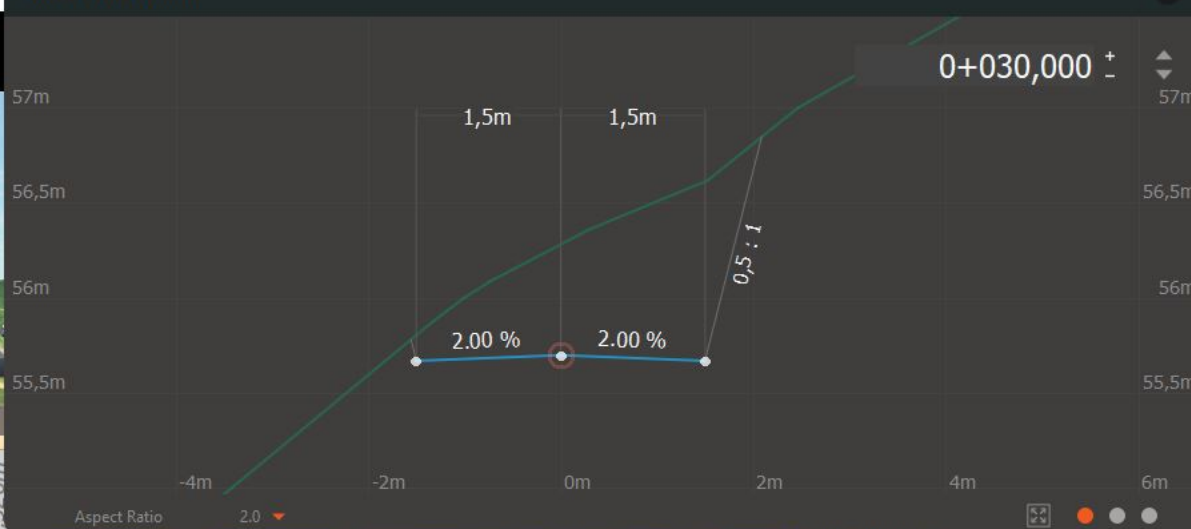 0+030,000 +
-
57m
57m
1,5m
1,5m
56,5m
56,5m
0,5 : 1
56m
56m
2.00 %
2.00 %
55,5m
55,5m
-4m
-2m
0m
2m
4m
6m
Aspect Ratio
2.0